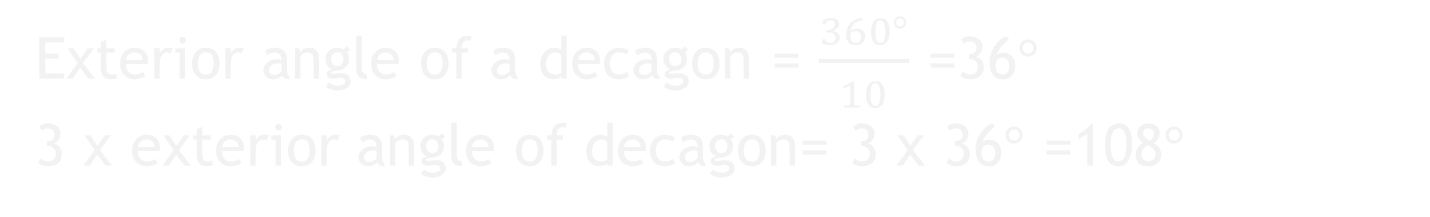 Exterior angle of a decagon = 360°/10 =36°
3 x exterior angle of decagon= 3 x 36° =108°